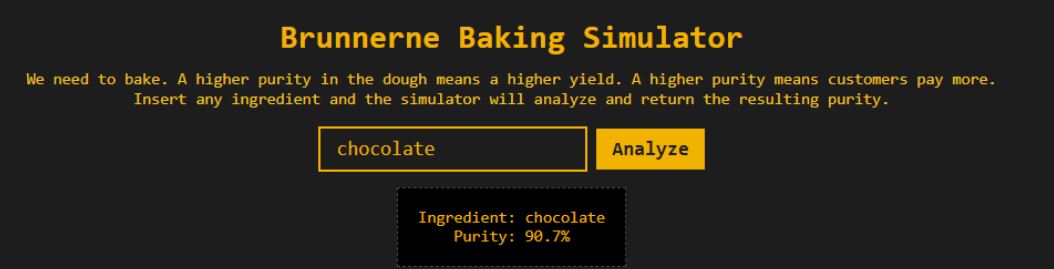 Brunnerne Baking Simulator
We need to bake. A higher purity in the dough means a higher yield. A higher purity means customers pay more.
Insert any ingredient and the simulator will analyze and return the resulting purity.
chocolate Analyze
Ingredient: chocolate
Purity: 90.7%